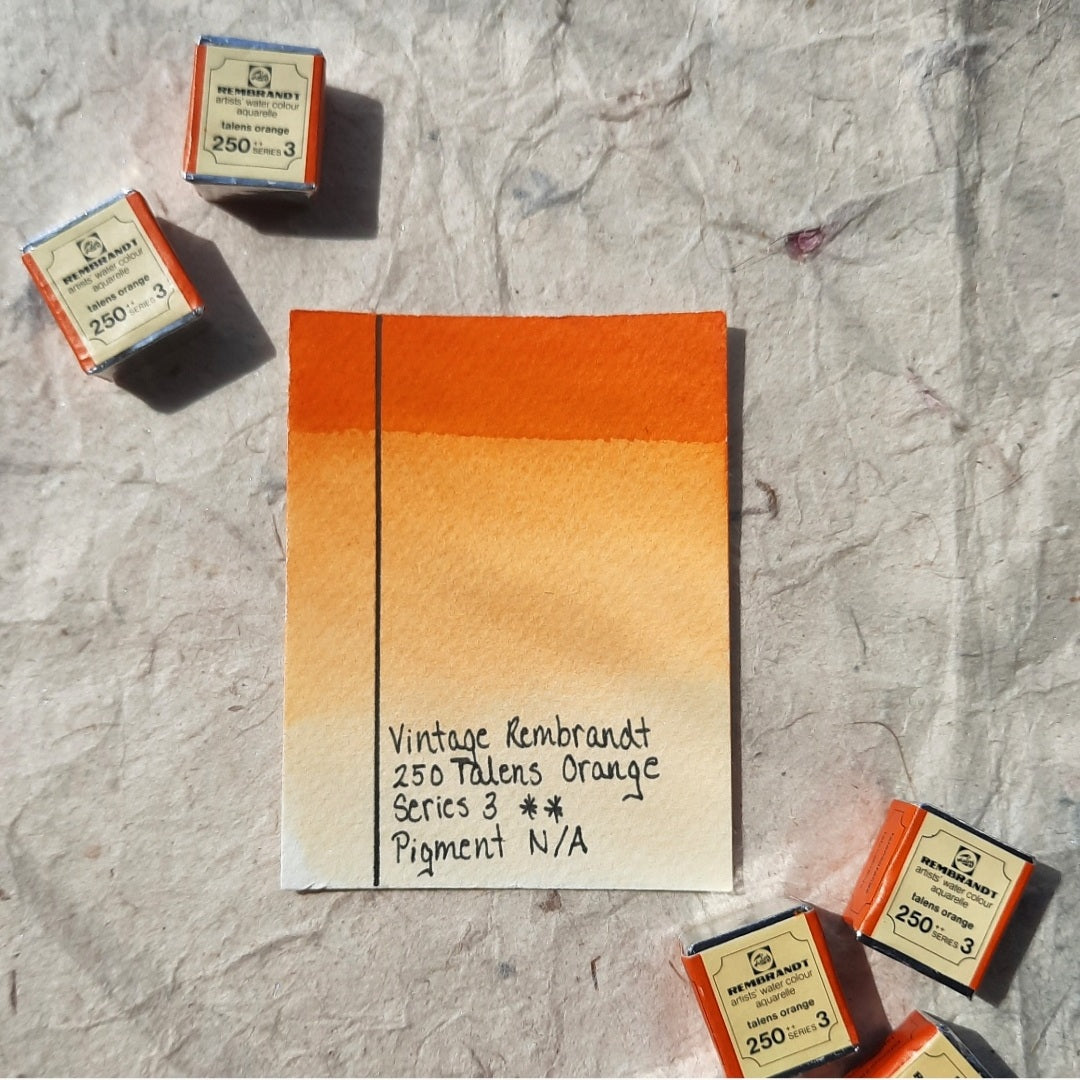 REMBRANDT
artists' water colour
aquarelle
talens orange
250 ++ SERIES 3
REMBRANDT
artists' water colour
aquarelle
talens orange
250 ++ SERIES 3
Vintage Rembrandt
250 Talens Orange
Series 3 **
Pigment N/A
REMBRANDT
artists' water colour
aquarelle
talens orange
250 ++ SERIES 3
REMBRANDT
artists' water colour
aquarelle
talens orange
250 ++ SERIES 3
REMBRANDT